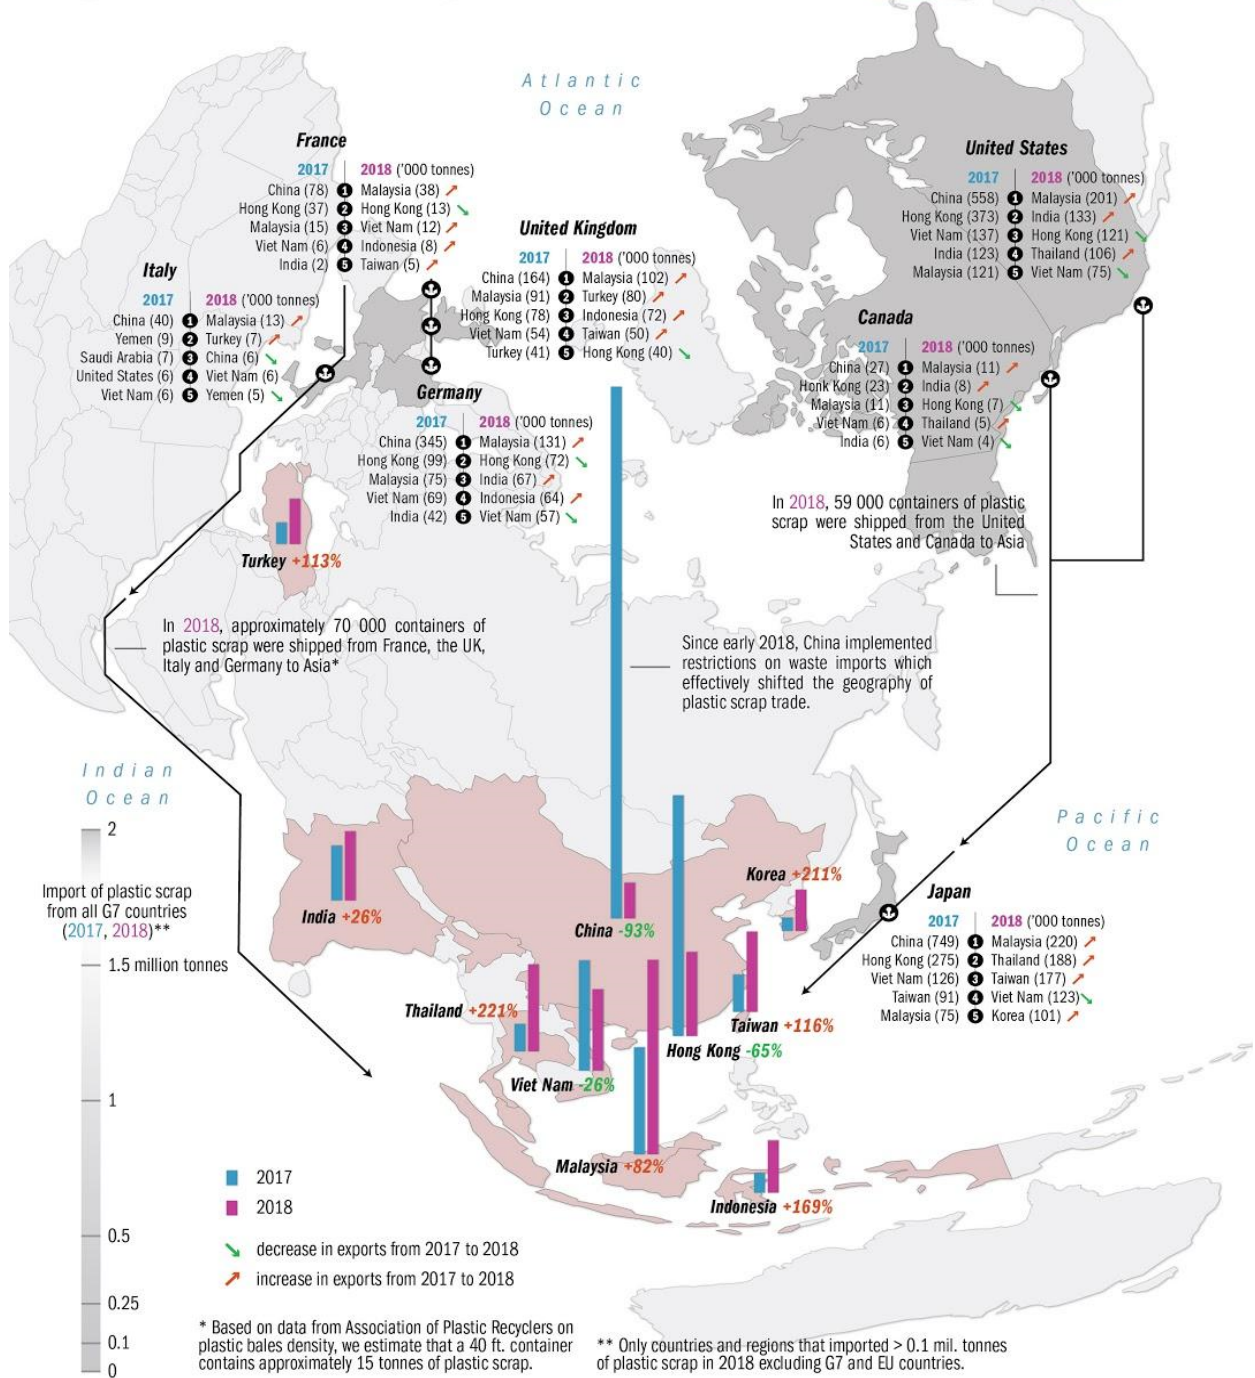 Atlantic
Ocean
France
2017 2018 ('000 tonnes)
China (78) 1 Malaysia (38)
Hong Kong (37) 2 Hong Kong (13)
Malaysia (15) 3 Viet Nam (12)
Viet Nam (6) 4 Indonesia (8)
India (2) 5 Taiwan (5)
United States
2017 2018 ('000 tonnes)
China (558) 1 Malaysia (201)
Hong Kong (373) 2 India (133)
Viet Nam (137) 3 Hong Kong (121)
India (123) 4 Thailand (106)
Malaysia (121) 5 Viet Nam (75)
United Kingdom
2017 2018 ('000 tonnes)
China (164) 1 Malaysia (102)
Malaysia (91) 2 Turkey (80)
Hong Kong (78) 3 Indonesia (72)
Viet Nam (54) 4 Taiwan (50)
Turkey (41) 5 Hong Kong (40)
Italy
2017 2018 ('000 tonnes)
China (40) 1 Malaysia (13)
Yemen (9) 2 Turkey (7)
Saudi Arabia (7) 3 China (6)
United States (6) 4 Viet Nam (6)
Viet Nam (6) 5 Yemen (5)
Canada
2017 2018 ('000 tonnes)
China (27) 1 Malaysia (11)
Honk Kong (23) 2 India (8)
Malaysia (11) 3 Hong Kong (7)
Viet Nam (6) 4 Thailand (5)
India (6) 5 Viet Nam (4)
Germany
2017 2018 ('000 tonnes)
China (345) 1 Malaysia (131)
Hong Kong (99) 2 Hong Kong (72)
Malaysia (75) 3 India (67)
Viet Nam (69) 4 Indonesia (64)
India (42) 5 Viet Nam (57)
In 2018, 59 000 containers of plastic
scrap were shipped from the United
States and Canada to Asia
Turkey +113%
In 2018, approximately 70 000 containers of
plastic scrap were shipped from France, the UK,
Italy and Germany to Asia*
Since early 2018, China implemented
restrictions on waste imports which
effectively shifted the geography of
plastic scrap trade.
Indian
Ocean
Pacific
Ocean
2
Import of plastic scrap
from all G7 countries
(2017, 2018)**
1.5 million tonnes
1
0.5
0.25
0.1
0
India +26%
China -93%
Korea +211%
Japan
2017 2018 ('000 tonnes)
China (749) 1 Malaysia (220)
Hong Kong (275) 2 Thailand (188)
Viet Nam (126) 3 Taiwan (177)
Taiwan (91) 4 Viet Nam (123)
Malaysia (75) 5 Korea (101)
Thailand +221%
Taiwan +116%
Hong Kong -65%
Viet Nam -26%
Malaysia +82%
Indonesia +169%
2017
2018
decrease in exports from 2017 to 2018
increase in exports from 2017 to 2018
* Based on data from Association of Plastic Recyclers on
plastic bales density, we estimate that a 40 ft. container
contains approximately 15 tonnes of plastic scrap.
** Only countries and regions that imported > 0.1 mil. tonnes
of plastic scrap in 2018 excluding G7 and EU countries.